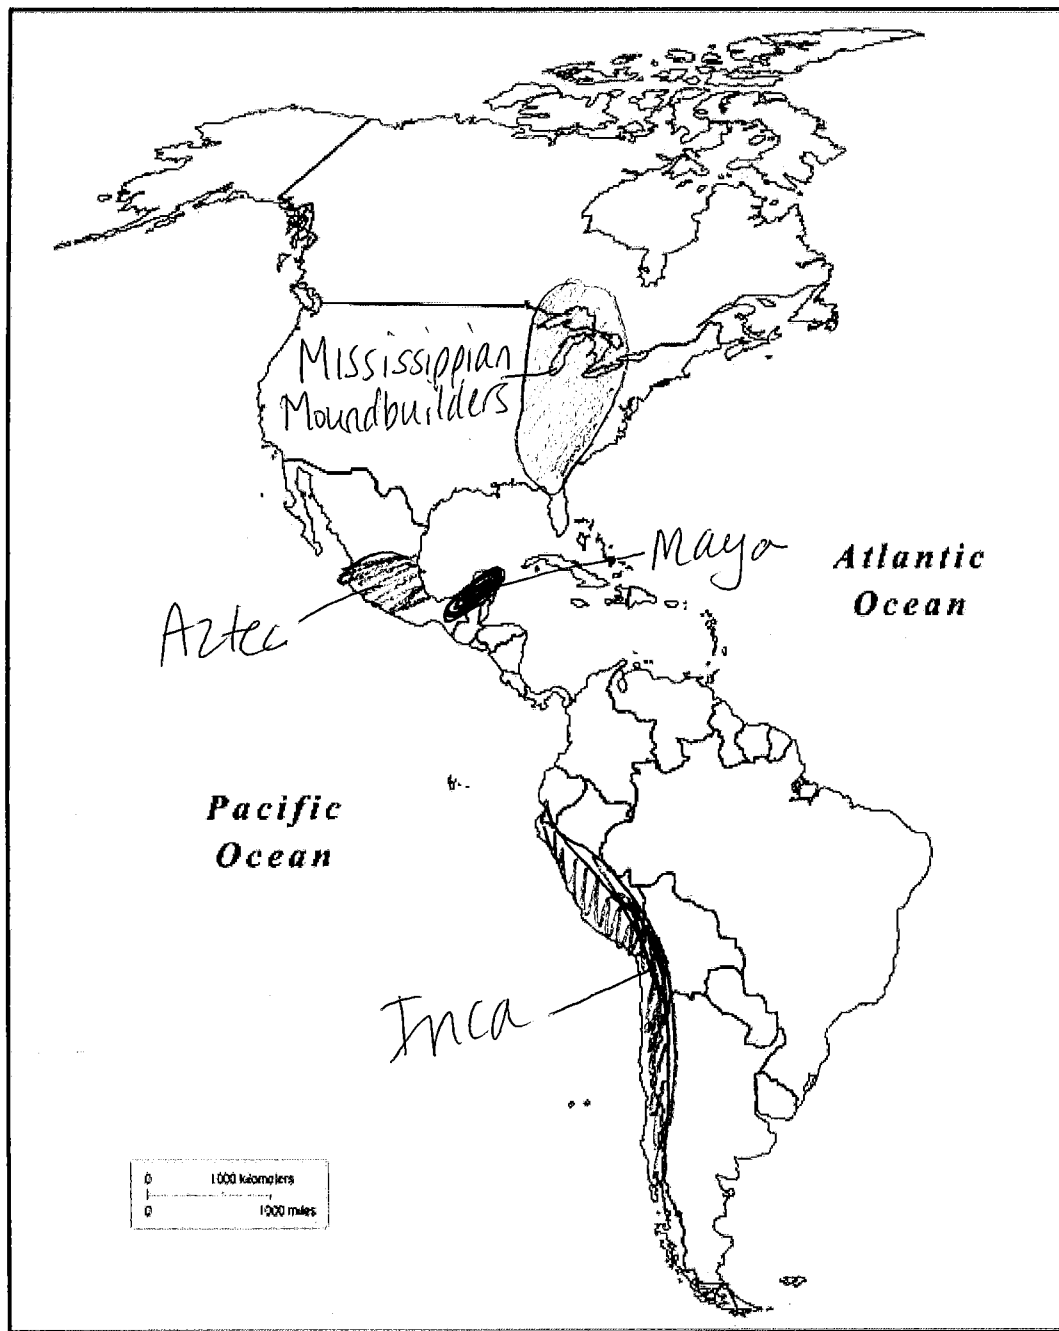 Mississippian
Moundbuilders
Maya
Atlantic
Ocean
Aztec
Pacific
Ocean
Inca
0 1000 kilometers
0 1000 miles